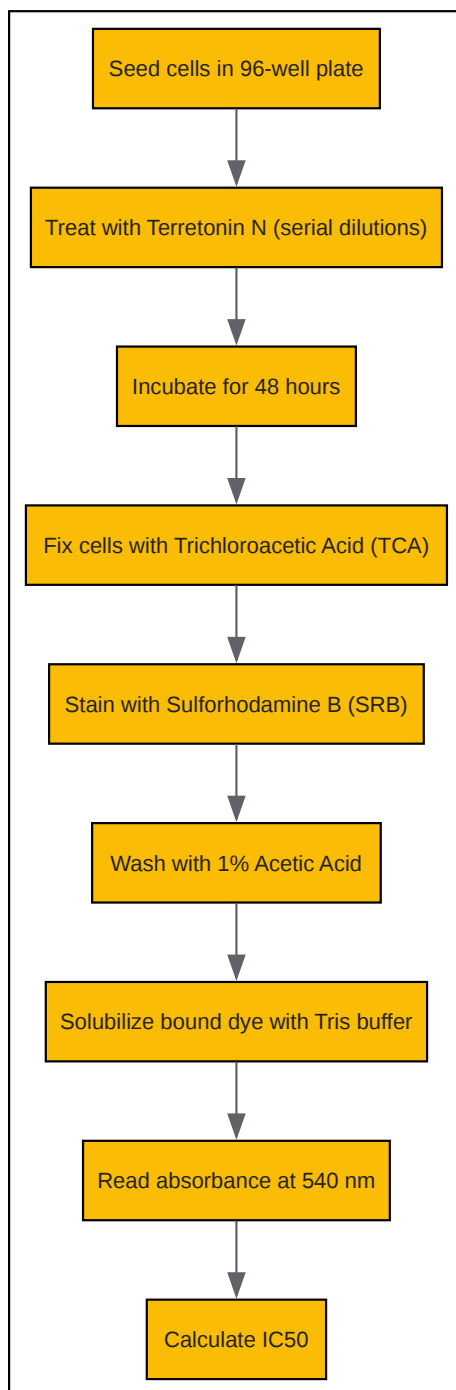 Seed cells in 96-well plate
Treat with Terretonin N (serial dilutions)
Incubate for 48 hours
Fix cells with Trichloroacetic Acid (TCA)
Stain with Sulforhodamine B (SRB)
Wash with 1% Acetic Acid
Solubilize bound dye with Tris buffer
Read absorbance at 540 nm
Calculate IC50